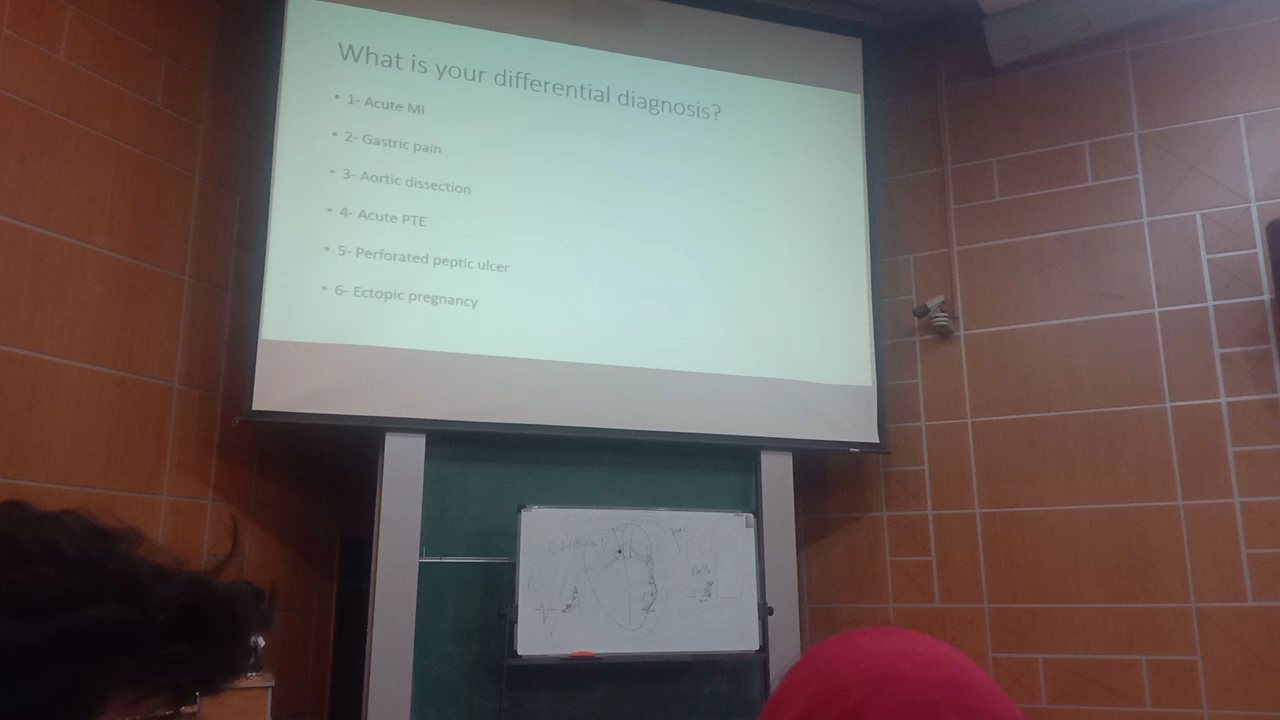 What is your differential diagnosis?
• 1- Acute MI
• 2- Gastric pain
• 3- Aortic dissection
• 4- Acute PTE
• 5- Perforated peptic ulcer
• 6- Ectopic pregnancy